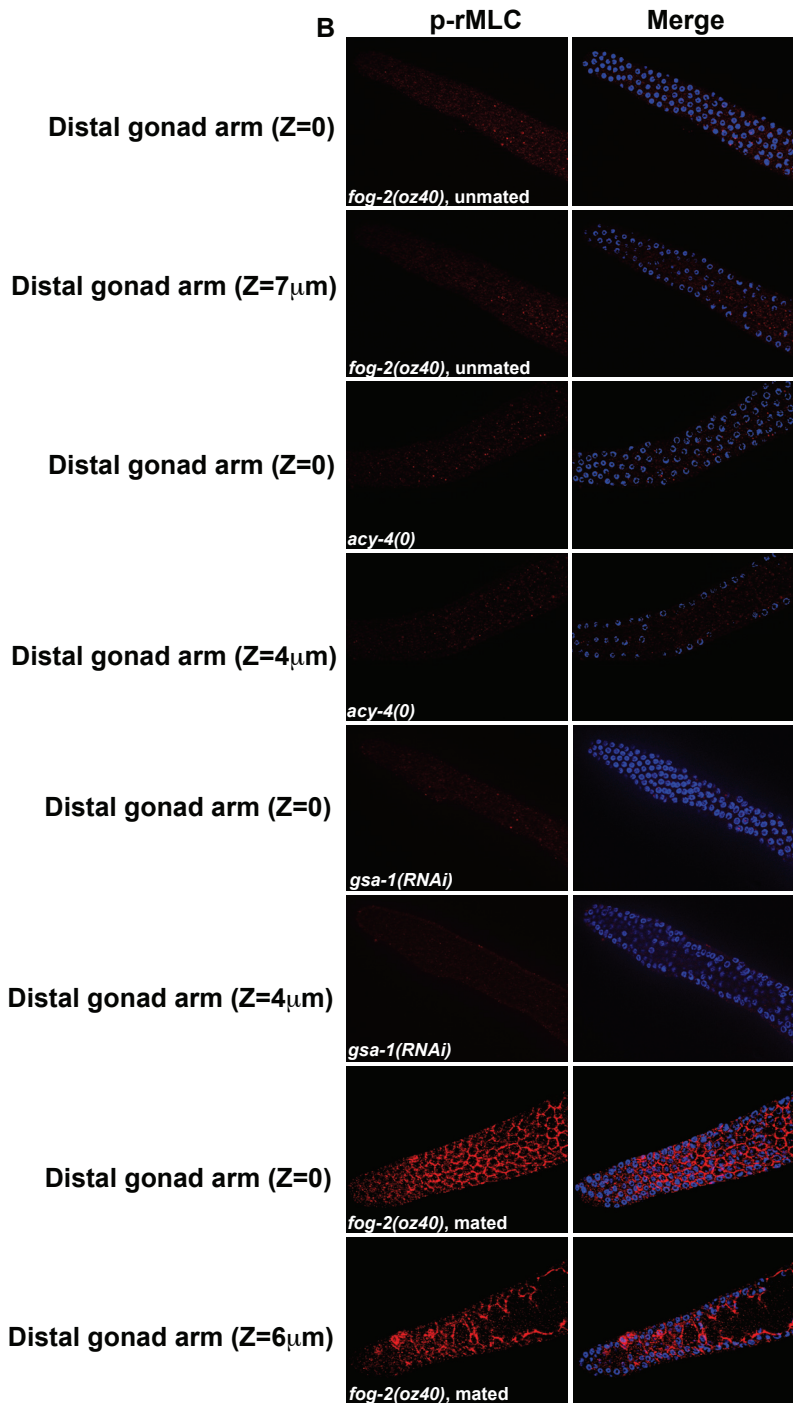 B p-rMLC Merge
Distal gonad arm (Z=0)
fog-2(oz40), unmated
Distal gonad arm (Z=7μm)
fog-2(oz40), unmated
Distal gonad arm (Z=0)
acy-4(0)
Distal gonad arm (Z=4μm)
acy-4(0)
Distal gonad arm (Z=0)
gsa-1(RNAi)
Distal gonad arm (Z=4μm)
gsa-1(RNAi)
Distal gonad arm (Z=0)
fog-2(oz40), mated
Distal gonad arm (Z=6μm)
fog-2(oz40), mated